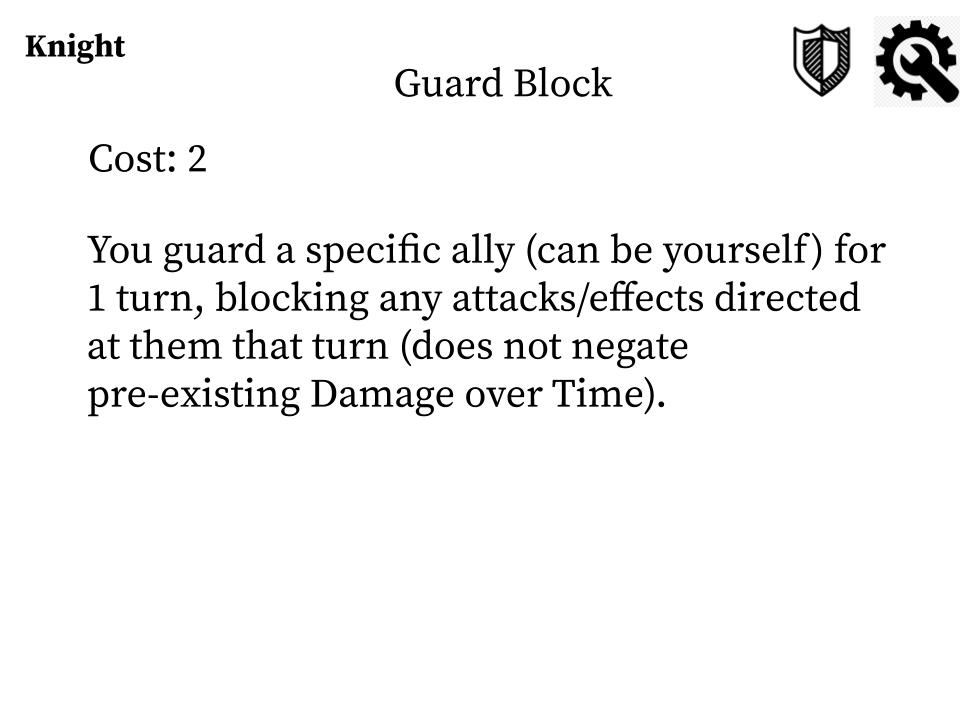 Knight
Guard Block
Cost: 2
You guard a specific ally (can be yourself) for
1 turn, blocking any attacks/effects directed
at them that turn (does not negate
pre-existing Damage over Time).